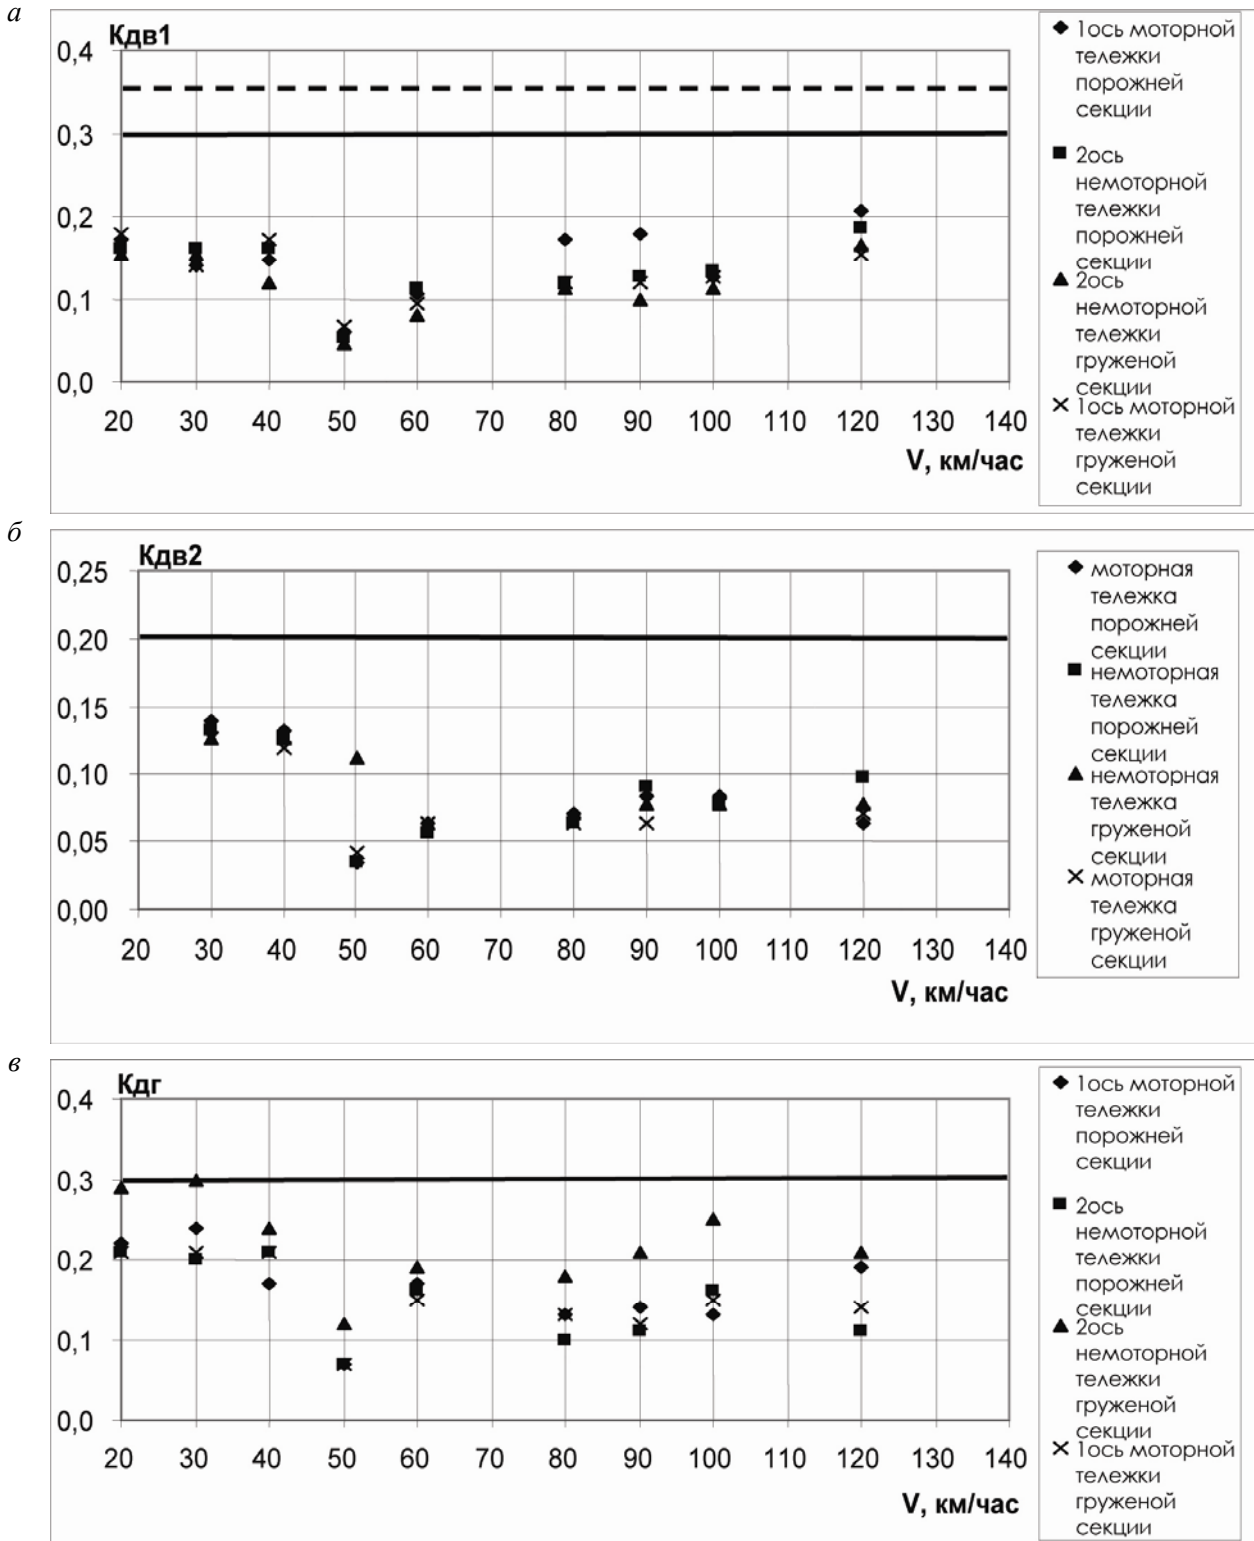 а
Кдв1
0,4
0,3
0,2
0,1
0,0
20 30 40 50 60 70 80 90 100 110 120 130 140
V, км/час
1ось моторной
тележки
порожней
секции
2ось
немоторной
тележки
порожней
секции
2ось
немоторной
тележки
груженой
секции
1ось моторной
тележки
груженой
секции
б
Кдв2
0,25
0,20
0,15
0,10
0,05
0,00
20 30 40 50 60 70 80 90 100 110 120 130 140
V, км/час
моторная
тележка
порожней
секции
немоторная
тележка
порожней
секции
немоторная
тележка
груженой
секции
моторная
тележка
груженой
секции
в
Кдг
0,4
0,3
0,2
0,1
0,0
20 30 40 50 60 70 80 90 100 110 120 130 140
V, км/час
1ось моторной
тележки
порожней
секции
2ось
немоторной
тележки
порожней
секции
2ось
немоторной
тележки
груженой
секции
1ось моторной
тележки
груженой
секции